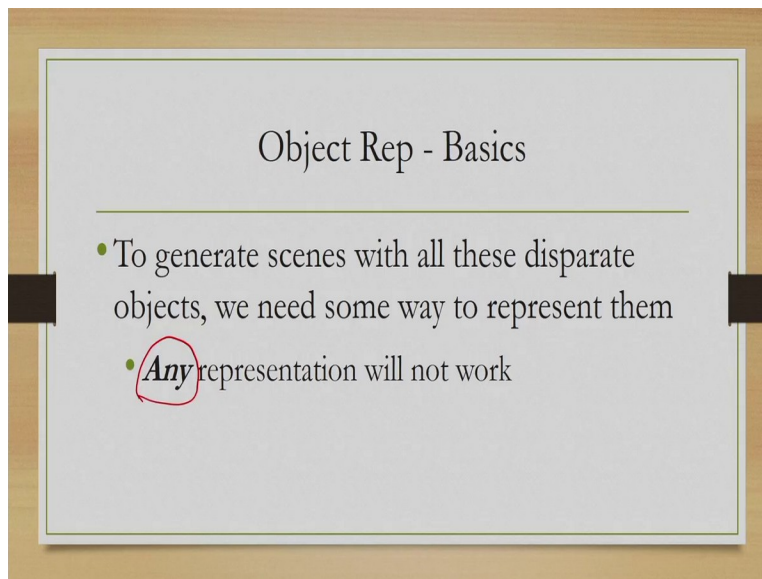 Object Rep - Basics
• To generate scenes with all these disparate
objects, we need some way to represent them
• Any representation will not work